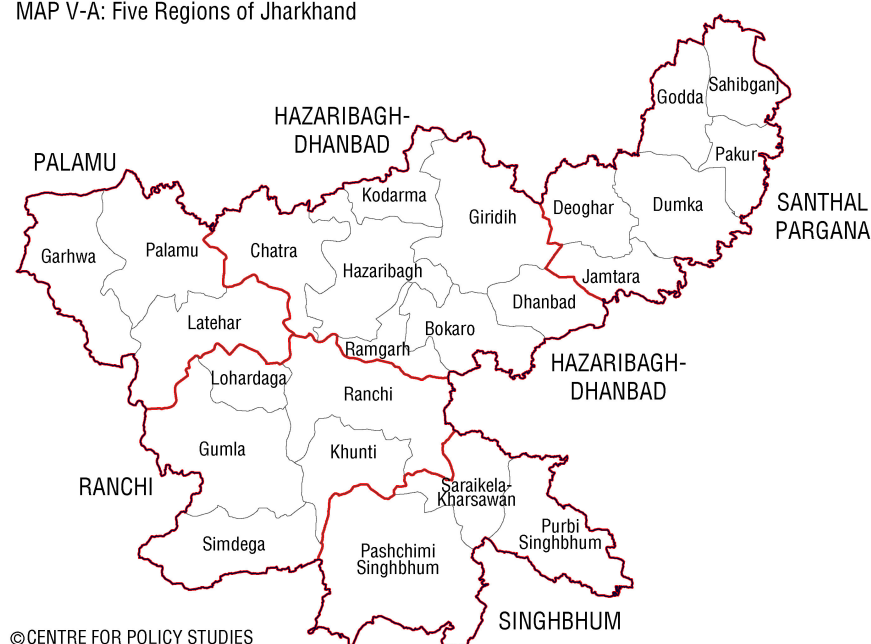 MAP V-A: Five Regions of Jharkhand
Sahibganj
Godda
HAZARIBAGH-
DHANBAD
Pakur
PALAMU
Kodarma
Deoghar
Dumka
SANTHAL
PARGANA
Giridih
Garhwa
Palamu
Chatra
Hazaribagh
Jamtara
Dhanbad
Latehar
Bokaro
Ramgarh
HAZARIBAGH-
DHANBAD
Lohardaga
Ranchi
Gumla
Khunti
RANCHI
Saraikela-
Kharsawan
Simdega
Purbi
Singhbhum
Pashchimi
Singhbhum
SINGHBHUM
©CENTRE FOR POLICY STUDIES